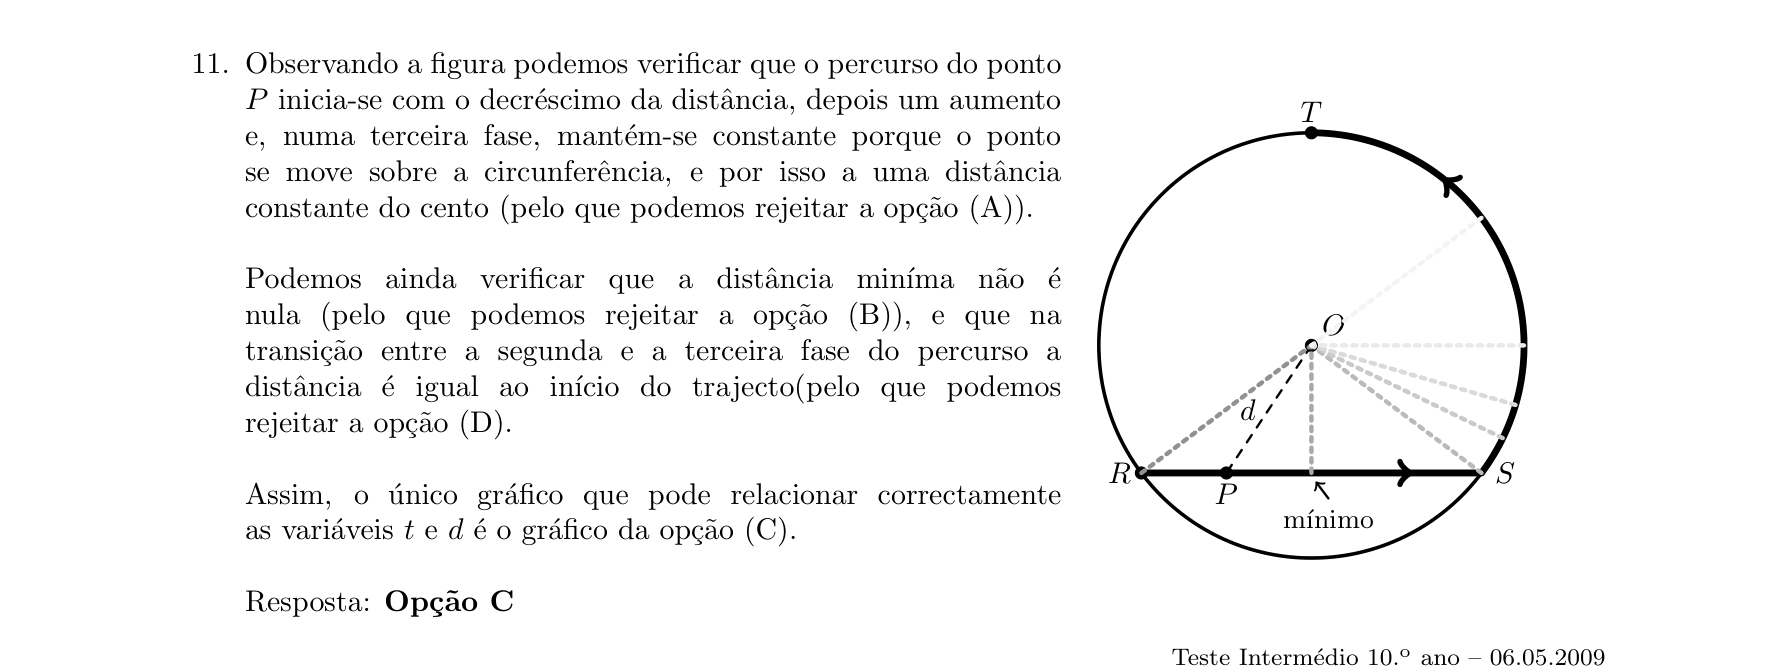 11. Observando a figura podemos verificar que o percurso do ponto
P inicia-se com o decréscimo da distância, depois um aumento
e, numa terceira fase, mantém-se constante porque o ponto
se move sobre a circunferência, e por isso a uma distância
constante do cento (pelo que podemos rejeitar a opção (A)).
Podemos ainda verificar que a distância miníma não é
nula (pelo que podemos rejeitar a opção (B)), e que na
transição entre a segunda e a terceira fase do percurso a
distância é igual ao início do trajecto(pelo que podemos
rejeitar a opção (D).
Assim, o único gráfico que pode relacionar correctamente
as variáveis t e d é o gráfico da opção (C).
Resposta: Opção C
T
O
d
R
S
P
mínimo
Teste Intermédio 10.º ano – 06.05.2009